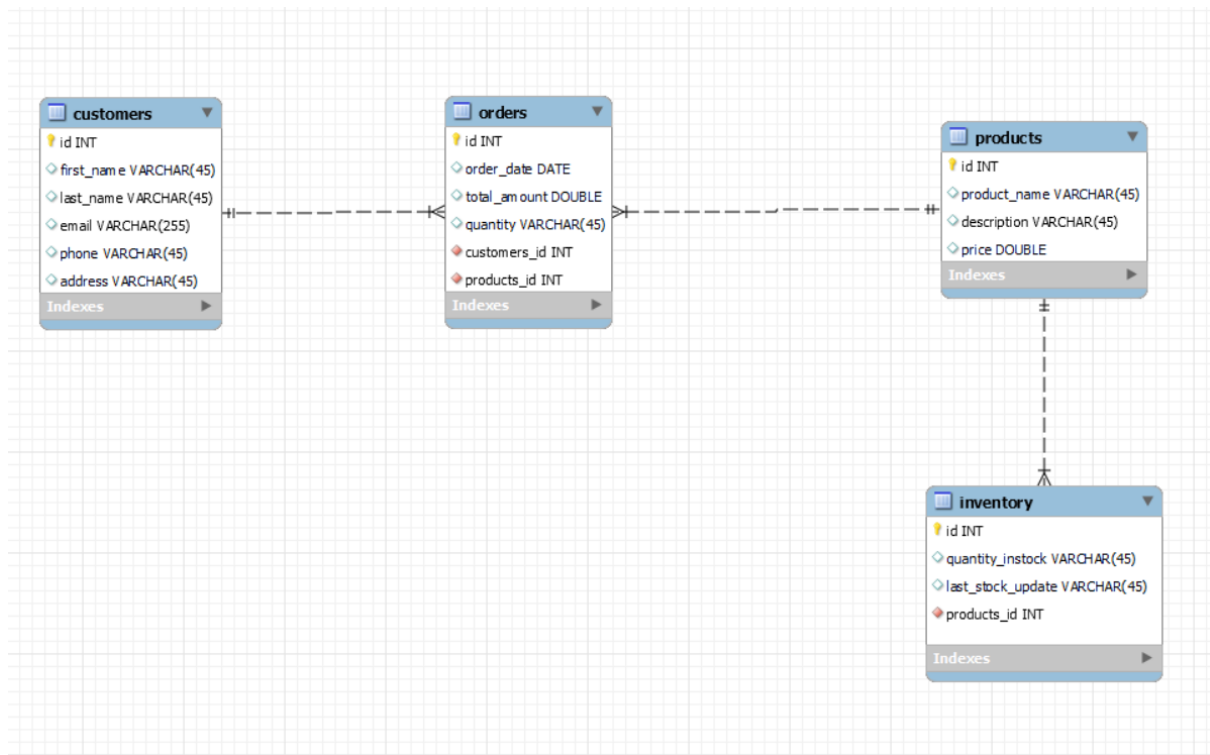 customers
id INT
first_name VARCHAR(45)
last_name VARCHAR(45)
email VARCHAR(255)
phone VARCHAR(45)
address VARCHAR(45)
Indexes
orders
id INT
order_date DATE
total_amount DOUBLE
quantity VARCHAR(45)
customers_id INT
products_id INT
Indexes
products
id INT
product_name VARCHAR(45)
description VARCHAR(45)
price DOUBLE
Indexes
inventory
id INT
quantity_instock VARCHAR(45)
last_stock_update VARCHAR(45)
products_id INT
Indexes